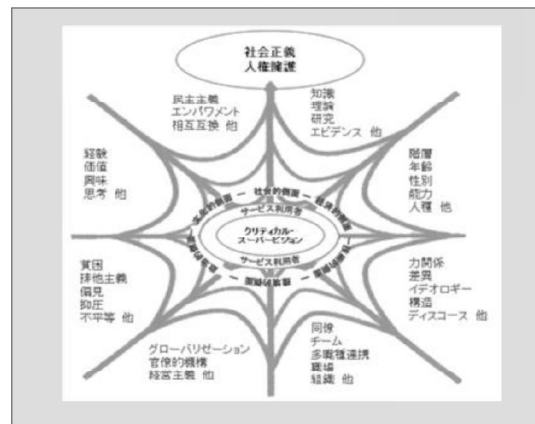 社会正義
人権擁護
民主主義
エンパワメント
相互互換 他
知識
理論
研究
エビデンス 他
経験
価値
興味
思考 他
階層
年齢
性別
能力
人種 他
社会的側面
サービス利用者
クリティカル・
スーパービジョン
サービス利用者
貧困
排他主義
偏見
抑圧
不平等 他
力関係
差異
イデオロギー
構造
ディスコース 他
グローバリゼーション
官僚的機構
経営主義 他
同僚
チーム
多職種連携
職場
組織 他